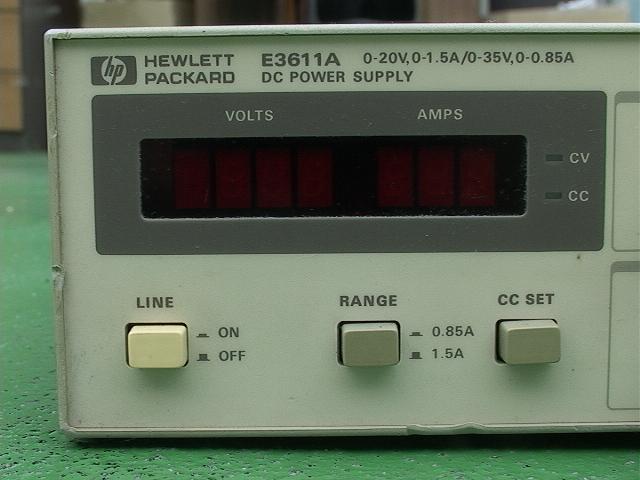 hp HEWLETT PACKARD E3611A 0-20V,0-1.5A/0-35V,0-0.85A
DC POWER SUPPLY
VOLTS AMPS
CV
CC
LINE RANGE CC SET
ON 0.85A
OFF 1.5A